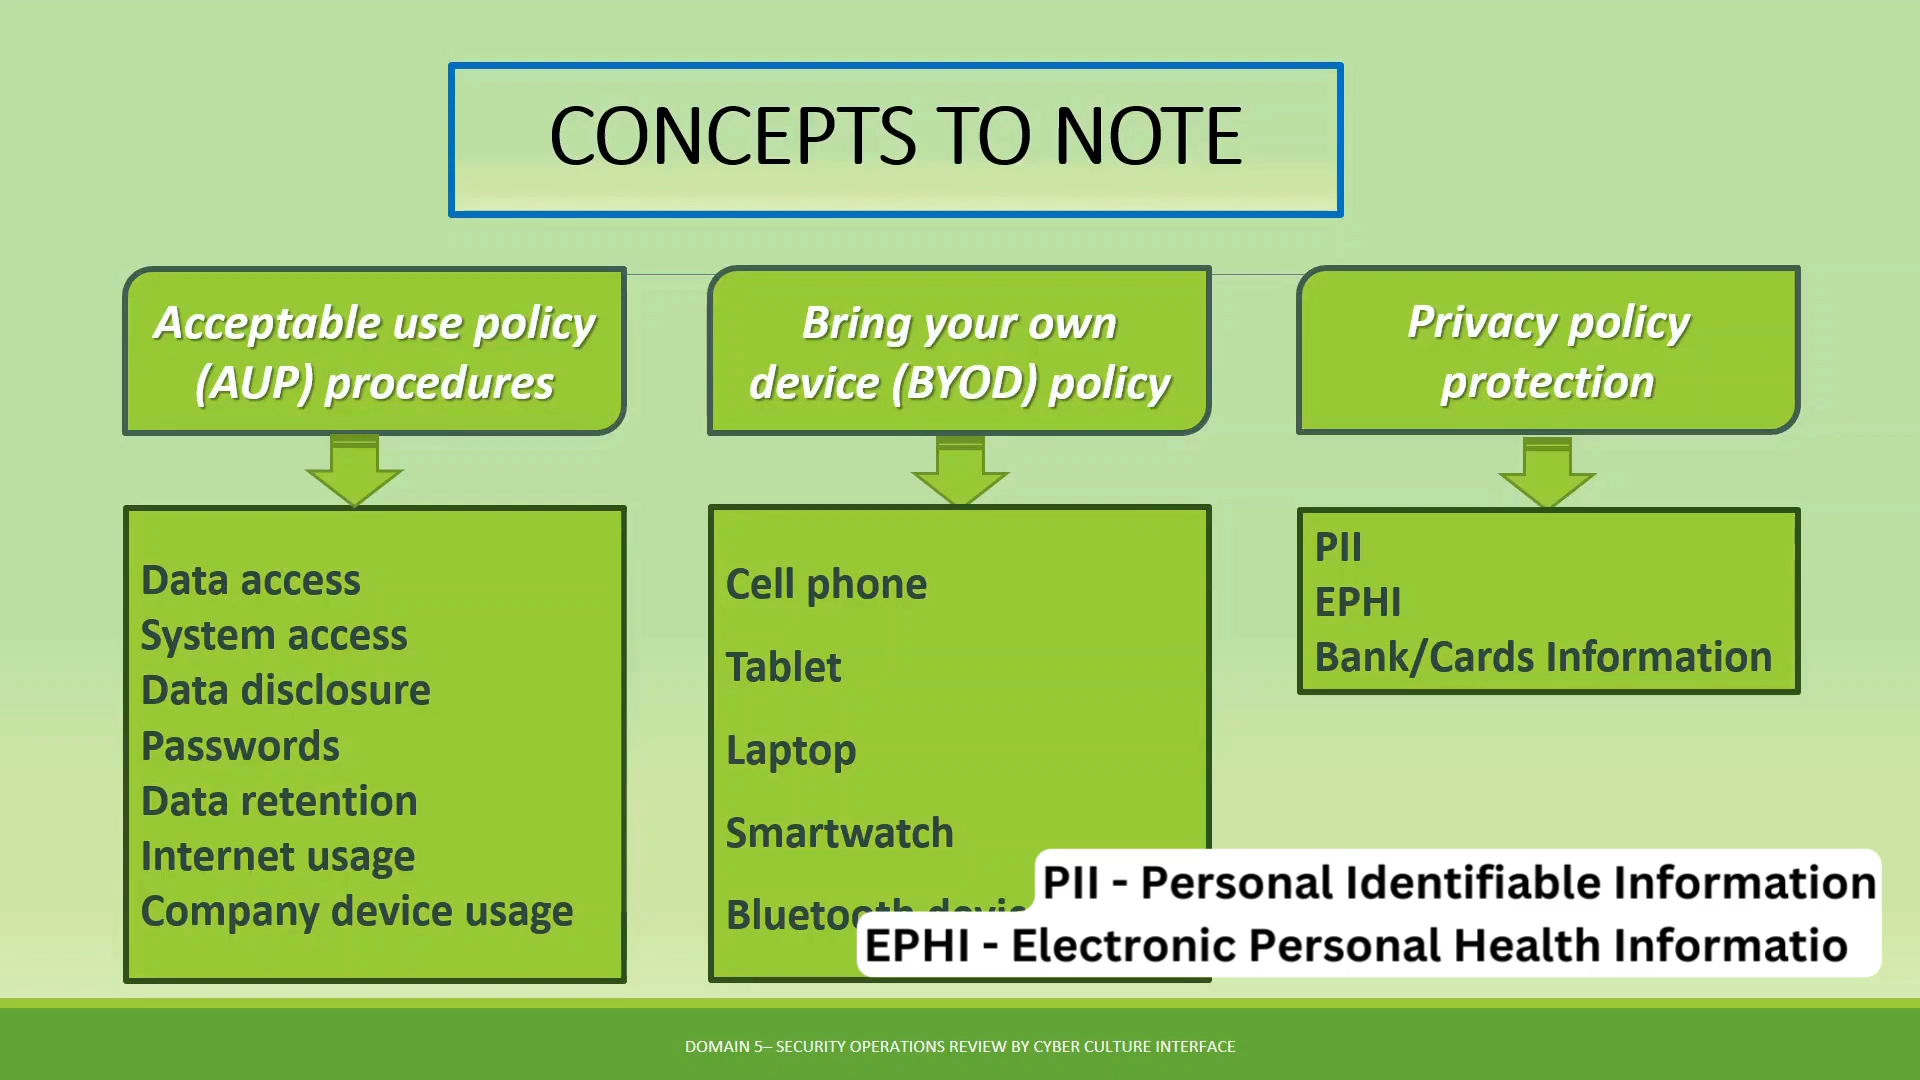 CONCEPTS TO NOTE
Acceptable use policy
(AUP) procedures
Data access
System access
Data disclosure
Passwords
Data retention
Internet usage
Company device usage
Bring your own
device (BYOD) policy
Cell phone
Tablet
Laptop
Smartwatch
Bluetooth
Privacy policy
protection
PII
EPHI
Bank/Cards Information
PII - Personal Identifiable Information
EPHI - Electronic Personal Health Informatio
DOMAIN 5– SECURITY OPERATIONS REVIEW BY CYBER CULTURE INTERFACE